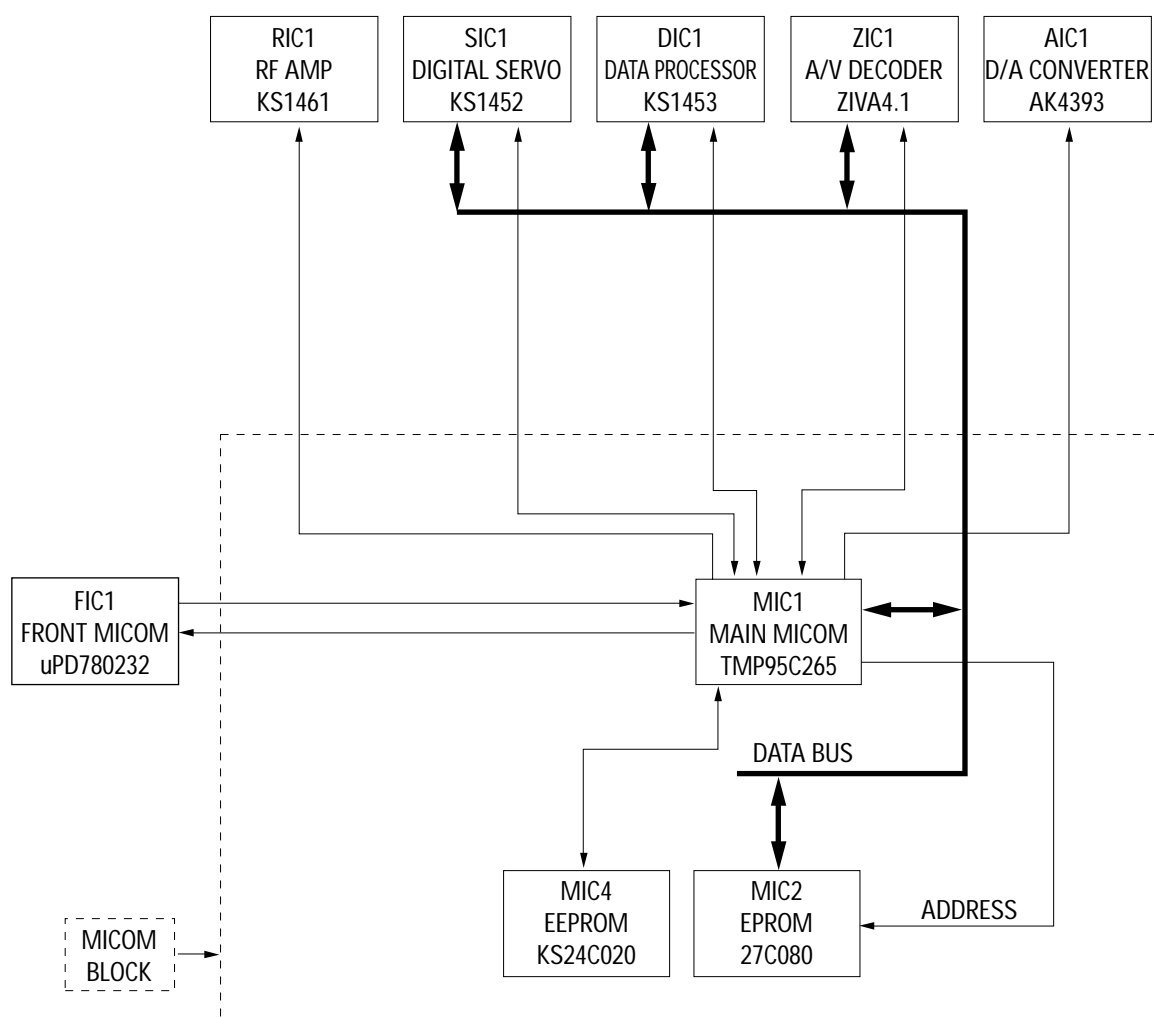 RIC1
RF AMP
KS1461
SIC1
DIGITAL SERVO
KS1452
DIC1
DATA PROCESSOR
KS1453
ZIC1
A/V DECODER
ZIVA4.1
AIC1
D/A CONVERTER
AK4393
FIC1
FRONT MICOM
uPD780232
MIC1
MAIN MICOM
TMP95C265
DATA BUS
MIC4
EEPROM
KS24C020
MIC2
EPROM
27C080
ADDRESS
MICOM
BLOCK